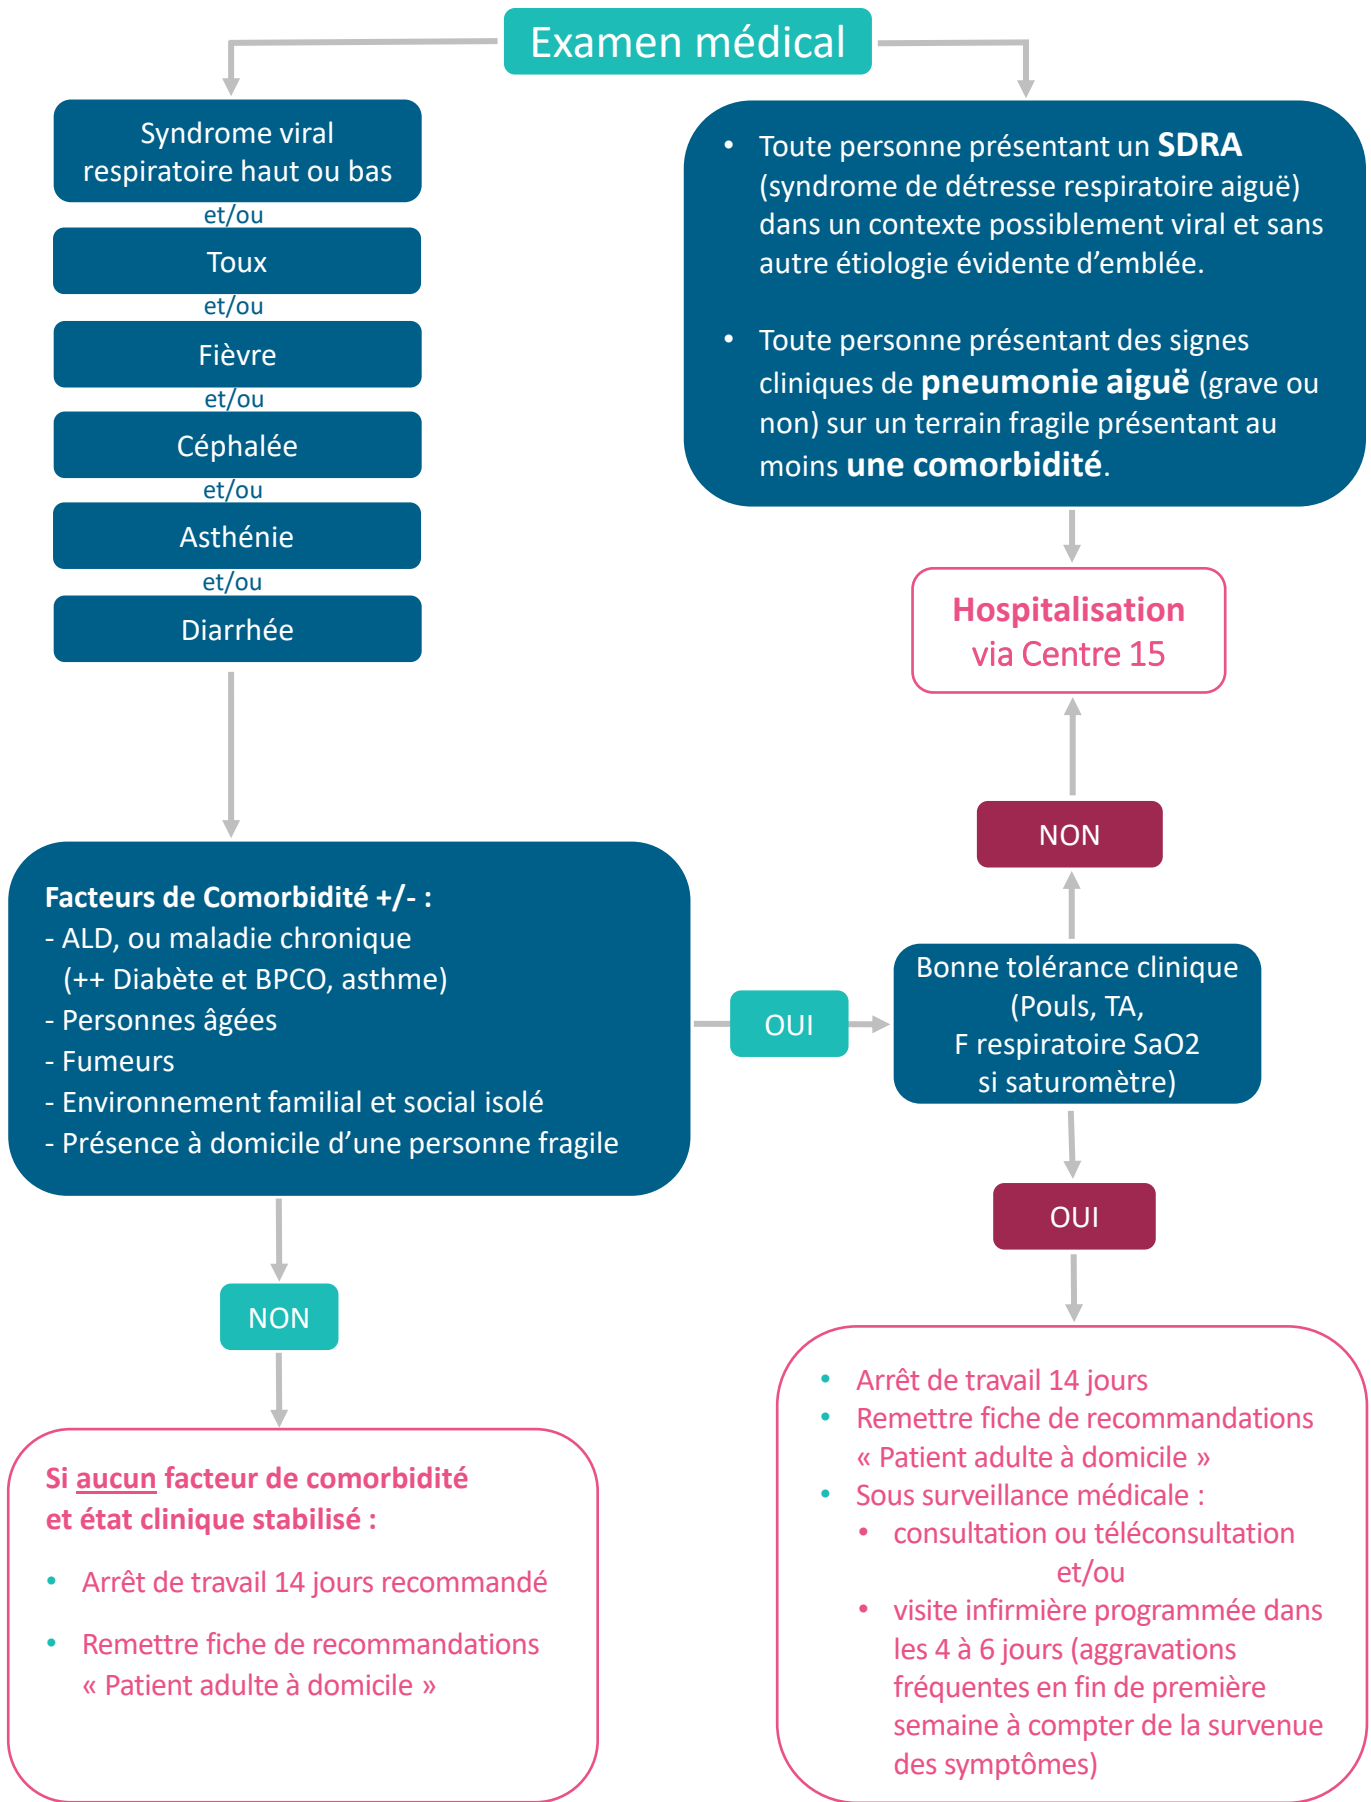 Examen médical
Syndrome viral
respiratoire haut ou bas
et/ou
Toux
et/ou
Fièvre
et/ou
Céphalée
et/ou
Asthénie
et/ou
Diarrhée
• Toute personne présentant un SDRA
(syndrome de détresse respiratoire aiguë)
dans un contexte possiblement viral et sans
autre étiologie évidente d’emblée.
• Toute personne présentant des signes
cliniques de pneumonie aiguë (grave ou
non) sur un terrain fragile présentant au
moins une comorbidité.
Hospitalisation
via Centre 15
NON
Facteurs de Comorbidité +/- :
- ALD, ou maladie chronique
(++ Diabète et BPCO, asthme)
- Personnes âgées
- Fumeurs
- Environnement familial et social isolé
- Présence à domicile d’une personne fragile
OUI
Bonne tolérance clinique
(Pouls, TA,
F respiratoire SaO2
si saturomètre)
OUI
NON
Si aucun facteur de comorbidité
et état clinique stabilisé :
• Arrêt de travail 14 jours recommandé
• Remettre fiche de recommandations
« Patient adulte à domicile »
• Arrêt de travail 14 jours
• Remettre fiche de recommandations
« Patient adulte à domicile »
• Sous surveillance médicale :
• consultation ou téléconsultation
et/ou
• visite infirmière programmée dans
les 4 à 6 jours (aggravations
fréquentes en fin de première
semaine à compter de la survenue
des symptômes)